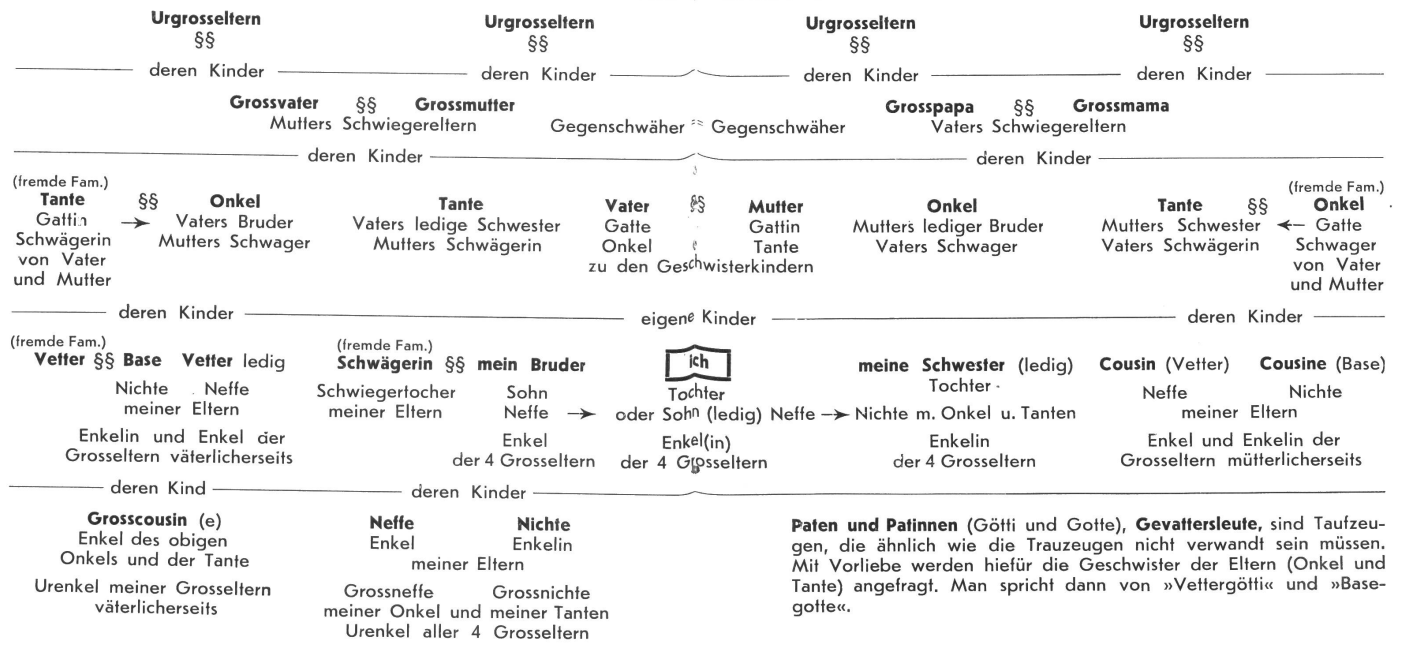 Urgrosseltern Urgrosseltern Urgrosseltern Urgrosseltern
§§ §§ §§ §§
deren Kinder deren Kinder deren Kinder deren Kinder
Grossvater §§ Grossmutter Grosspapa §§ Grossmama
Mutters Schwiegereltern Gegenschwäher = Gegenschwäher Vaters Schwiegereltern
deren Kinder deren Kinder
(fremde Fam.) (fremde Fam.)
Tante §§ Onkel Tante Vater §§ Mutter Onkel Tante §§ Onkel
Gattin → Vaters Bruder Vaters ledige Schwester Gatte Gattin Mutters lediger Bruder Mutters Schwester ← Gatte
Schwägerin Mutters Schwager Mutters Schwägerin Onkel Tante Vaters Schwager Vaters Schwägerin Schwager
von Vater zu den Geschwisterkindern von Vater
und Mutter und Mutter
deren Kinder eigene Kinder deren Kinder
(fremde Fam.) (fremde Fam.)
Vetter §§ Base Vetter ledig Schwägerin §§ mein Bruder ich meine Schwester (ledig) Cousin (Vetter) Cousine (Base)
Nichte Neffe Schwiegertocher Sohn Tochter Tochter Neffe Nichte
meiner Eltern meiner Eltern Neffe → oder Sohn (ledig) Neffe → Nichte m. Onkel u. Tanten meiner Eltern
Enkelin und Enkel der Enkel Enkel(in) Enkelin Enkel und Enkelin der
Grosseltern väterlicherseits der 4 Grosseltern der 4 Grosseltern der 4 Grosseltern Grosseltern mütterlicherseits
deren Kind deren Kinder
Grosscousin (e) Neffe Nichte
Enkel des obigen Enkel Enkelin
Onkels und der Tante meiner Eltern
Urenkel meiner Grosseltern Grossneffe Grossnichte
väterlicherseits meiner Onkel und meiner Tanten
Urenkel aller 4 Grosseltern
Paten und Patinnen (Götti und Gotte), Gevattersleute, sind Taufzeu-
gen, die ähnlich wie die Trauzeugen nicht verwandt sein müssen.
Mit Vorliebe werden hiefür die Geschwister der Eltern (Onkel und
Tante) angefragt. Man spricht dann von »Vettergötti« und »Base-
gotte«.